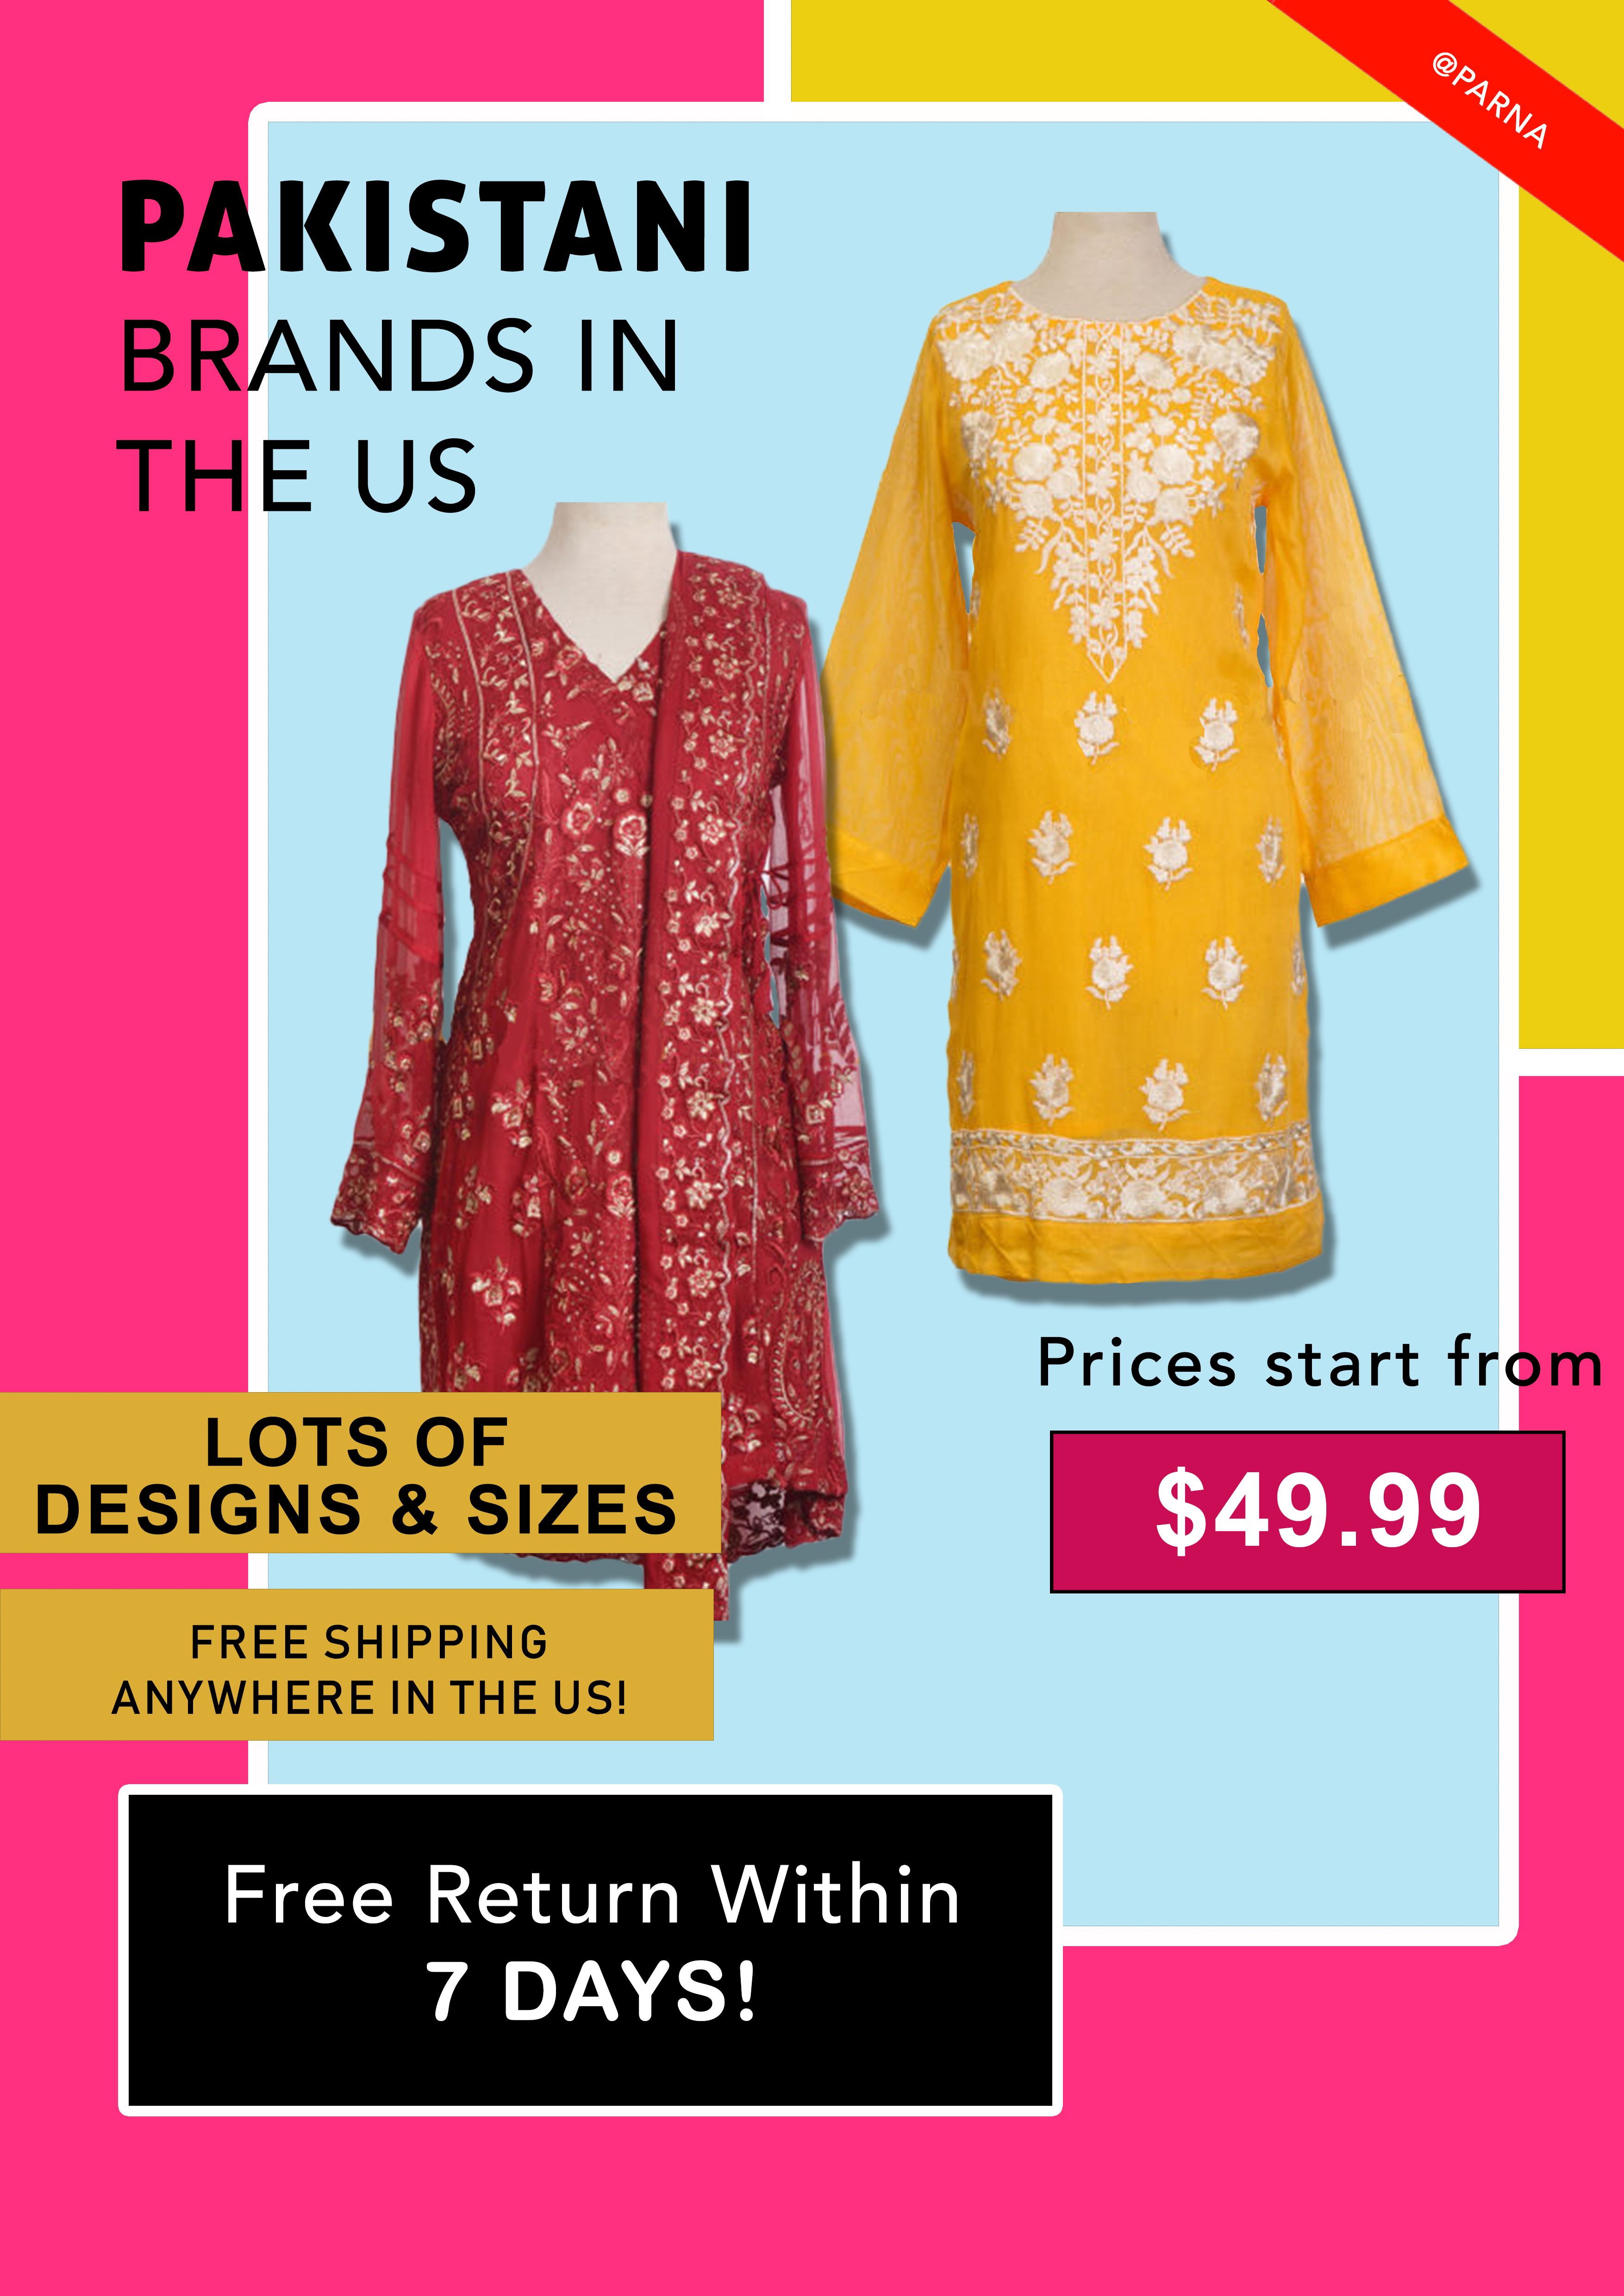 @PARNA
PAKISTANI
BRANDS IN
THE US
Prices start from
$49.99
LOTS OF
DESIGNS & SIZES
FREE SHIPPING
ANYWHERE IN THE US!
Free Return Within
7 DAYS!